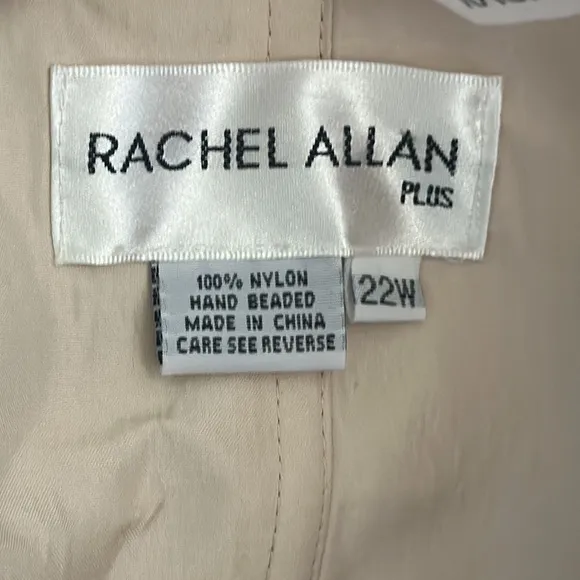 RACHEL ALLAN
PLUS
100% NYLON
HAND BEADED
MADE IN CHINA
CARE SEE REVERSE
22W